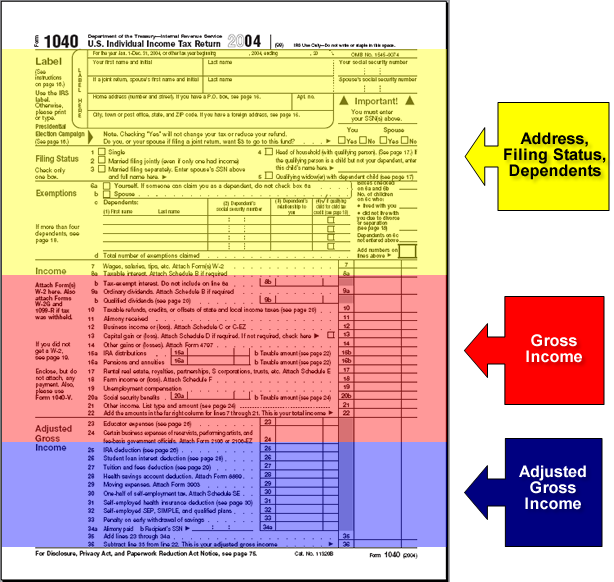 Form 1040
Department of the Treasury—Internal Revenue Service
U.S. Individual Income Tax Return 2004
(99) IRS Use Only—Do not write or staple in this space.
For the year Jan. 1-Dec. 31, 2004, or other tax year beginning , 2004, ending , 20
OMB No. 1545-0074
Label
(See instructions on page 16.)
Use the IRS label. Otherwise, please print or type.
LABEL HERE
Your first name and initial Last name Your social security number
If a joint return, spouse's first name and initial Last name Spouse's social security number
Home address (number and street). If you have a P.O. box, see page 16. Apt. no.
City, town or post office, state, and ZIP code. If you have a foreign address, see page 16.
Important!
You must enter your SSN(s) above.
Presidential Election Campaign (See page 16.)
Note. Checking "Yes" will not change your tax or reduce your refund.
Do you, or your spouse if filing a joint return, want $3 to go to this fund?
You Spouse
Yes No Yes No
Filing Status
Check only one box.
1 Single
2 Married filing jointly (even if only one had income)
3 Married filing separately. Enter spouse's SSN above and full name here.
4 Head of household (with qualifying person). (See page 17.) If the qualifying person is a child but not your dependent, enter this child's name here.
5 Qualifying widow(er) with dependent child (see page 17)
Exemptions
6a Yourself. If someone can claim you as a dependent, do not check box 6a
b Spouse
c Dependents:
(1) First name Last name
(2) Dependent's social security number
(3) Dependent's relationship to you
Boxes checked on 6a and 6b
No. of children on 6c who:
• lived with you
• did not live with you due to divorce or separation (see page 18)
Dependents on 6c not entered above
Add numbers on lines above
If more than four dependents, see page 18.
d Total number of exemptions claimed
Income
Attach Form(s) W-2 here. Also attach Forms W-2G and 1099-R if tax was withheld.
If you did not get a W-2, see page 19.
Enclose, but do not attach, any payment. Also, please use Form 1040-V.
7 Wages, salaries, tips, etc. Attach Form(s) W-2 7
8a Taxable interest. Attach Schedule B if required 8a
b Tax-exempt interest. Do not include on line 8a 8b
9a Ordinary dividends. Attach Schedule B if required 9a
b Qualified dividends (see page 20) 9b
10 Taxable refunds, credits, or offsets of state and local income taxes (see page 20) 10
11 Alimony received 11
12 Business income or (loss). Attach Schedule C or C-EZ 12
13 Capital gain or (loss). Attach Schedule D if required. If not required, check here 13
14 Other gains or (losses). Attach Form 4797 14
15a IRA distributions 15a b Taxable amount (see page 22) 15b
16a Pensions and annuities 16a b Taxable amount (see page 22) 16b
17 Rental real estate, royalties, partnerships, S corporations, trusts, etc. Attach Schedule E 17
18 Farm income or (loss). Attach Schedule F 18
19 Unemployment compensation 19
20a Social security benefits 20a b Taxable amount (see page 24) 20b
21 Other income. List type and amount (see page 24) 21
22 Add the amounts in the far right column for lines 7 through 21. This is your total income 22
Adjusted Gross Income
23 Educator expenses (see page 26) 23
24 Certain business expenses of reservists, performing artists, and fee-basis government officials. Attach Form 2106 or 2106-EZ 24
25 IRA deduction (see page 26) 25
26 Student loan interest deduction (see page 28) 26
27 Tuition and fees deduction (see page 29) 27
28 Health savings account deduction. Attach Form 8889 28
29 Moving expenses. Attach Form 3903 29
30 One-half of self-employment tax. Attach Schedule SE 30
31 Self-employed health insurance deduction (see page 30) 31
32 Self-employed SEP, SIMPLE, and qualified plans 32
33 Penalty on early withdrawal of savings 33
34a Alimony paid b Recipient's SSN 34a
35 Add lines 23 through 34a 35
36 Subtract line 35 from line 22. This is your adjusted gross income 36
For Disclosure, Privacy Act, and Paperwork Reduction Act Notice, see page 75. Cat. No. 11320B Form 1040 (2004)
Address,
Filing Status,
Dependents
Gross
Income
Adjusted
Gross
Income